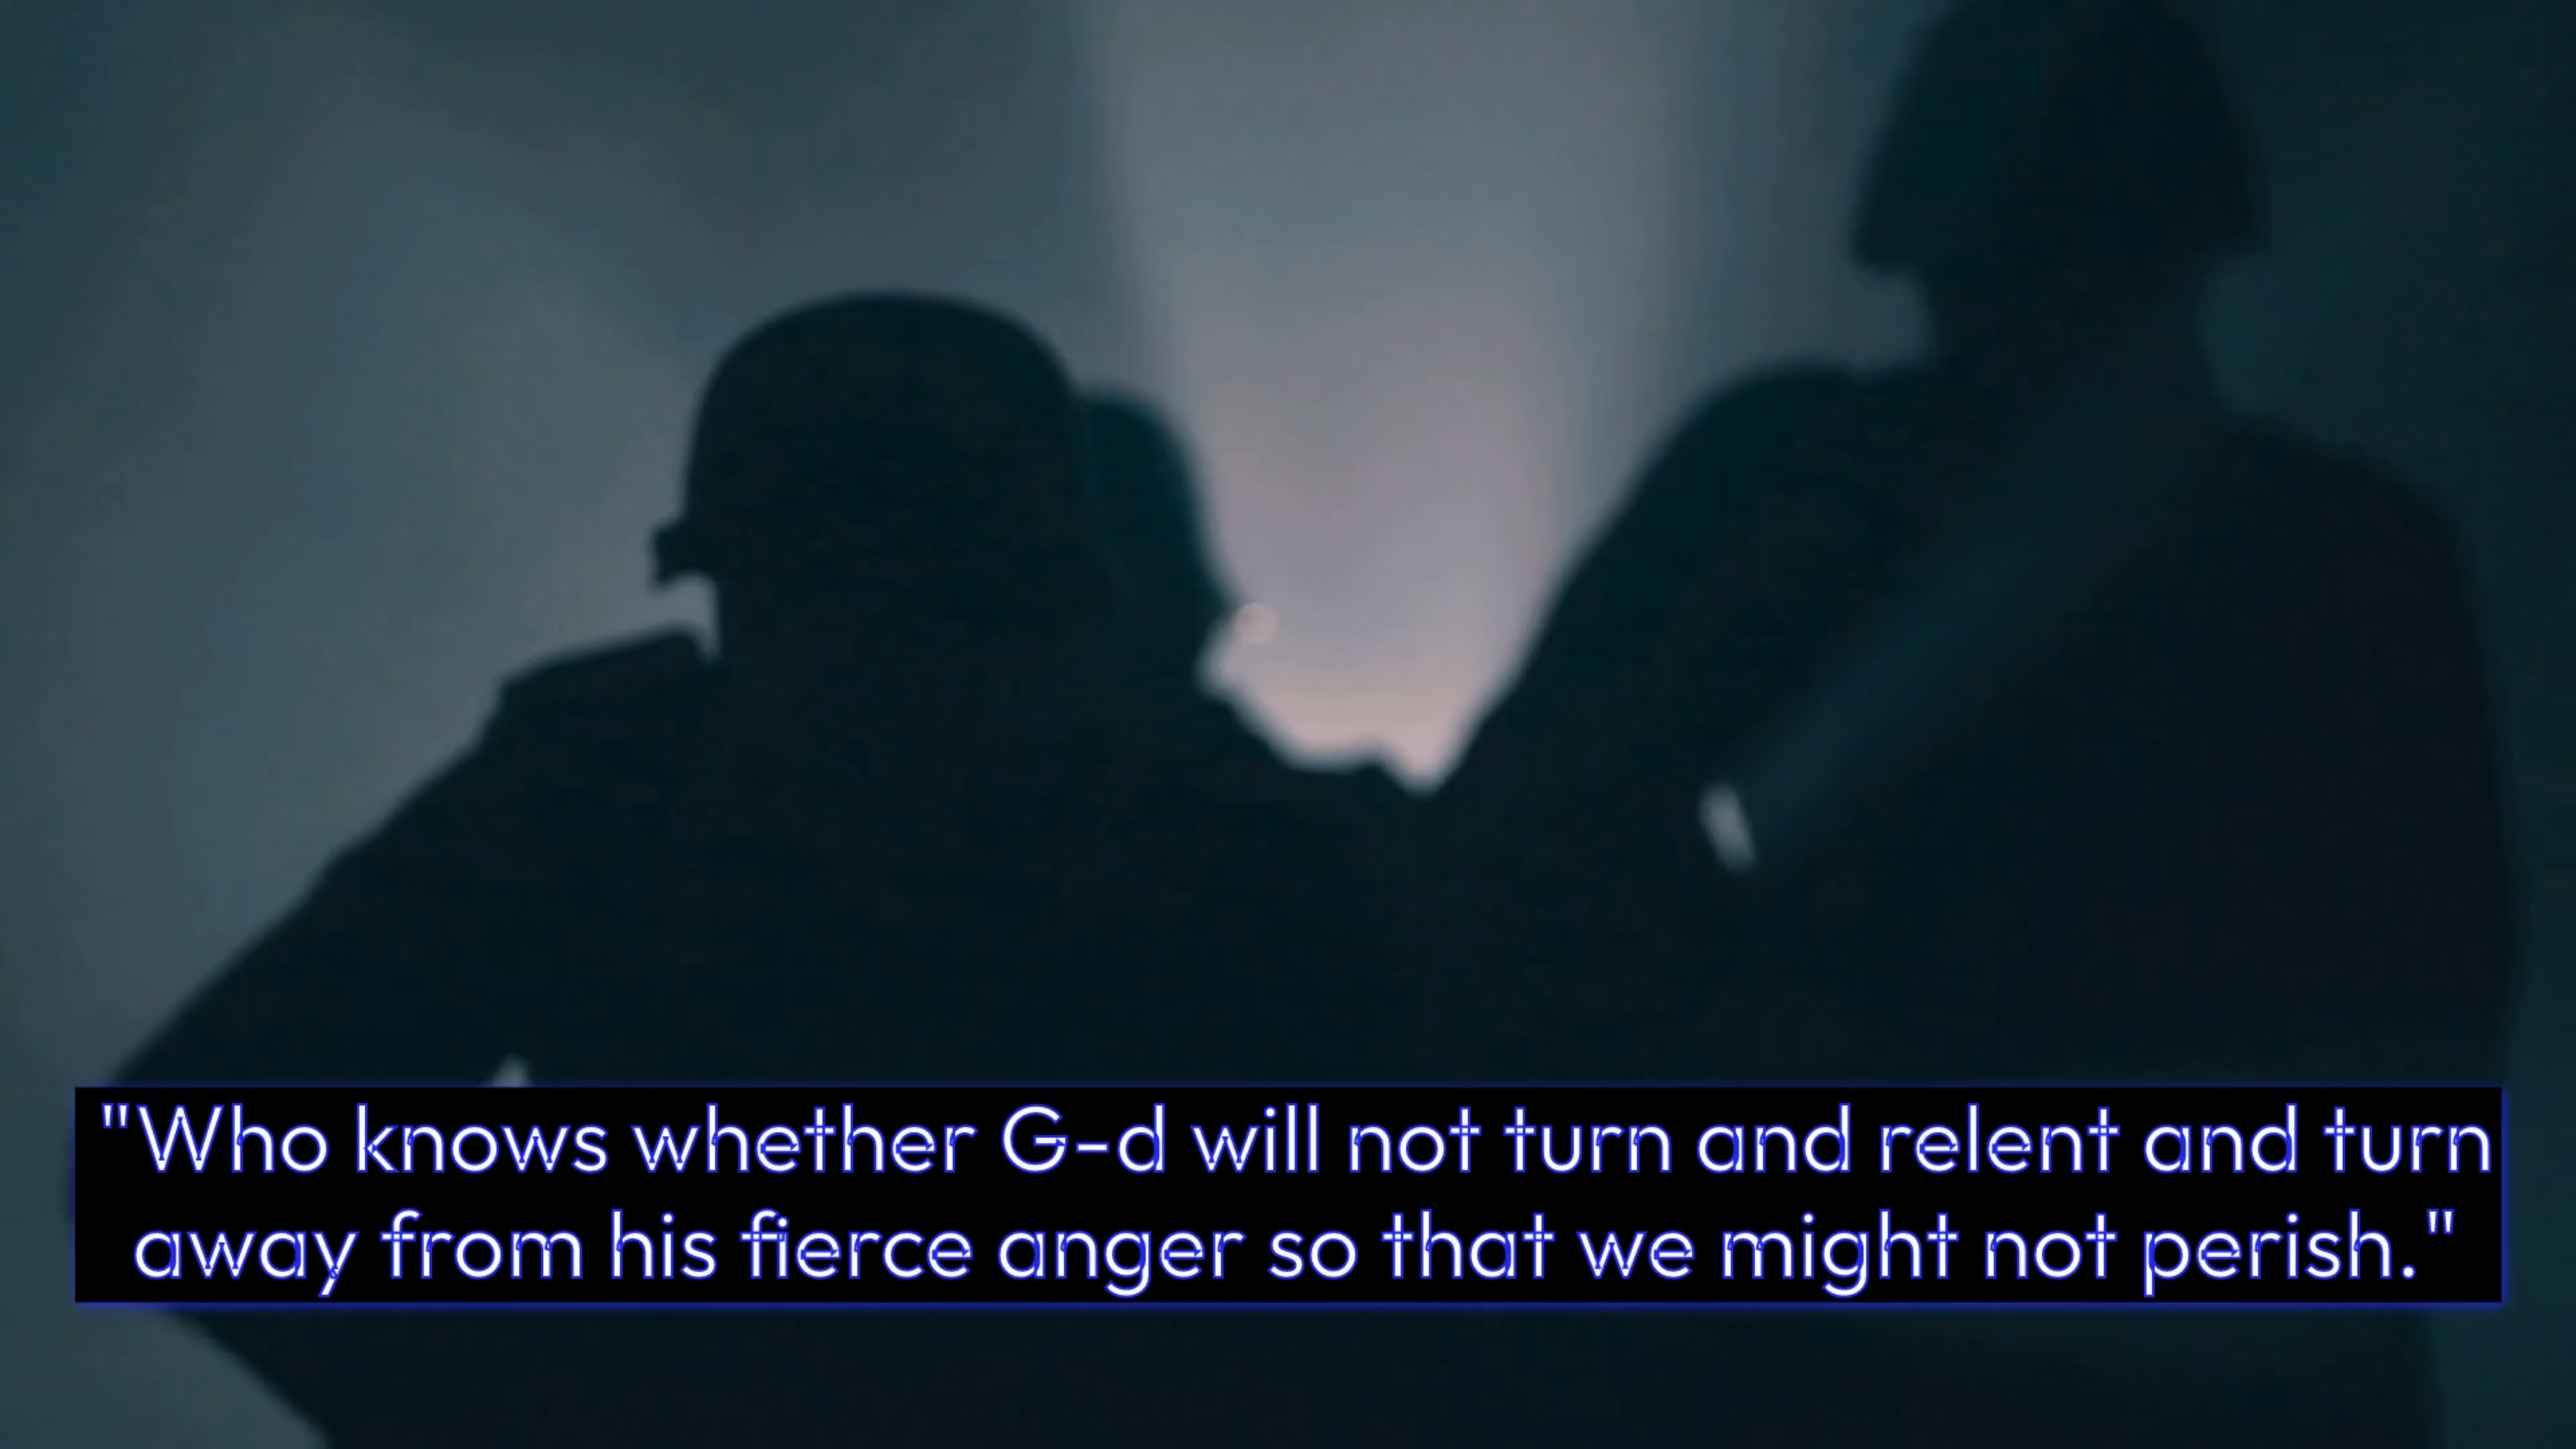 "Who knows whether G-d will not turn and relent and turn
away from his fierce anger so that we might not perish."